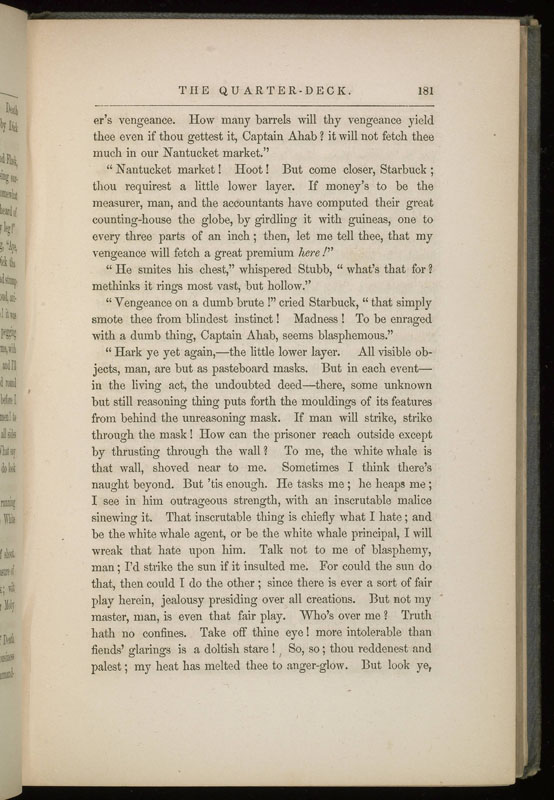 THE QUARTER-DECK. 181
er's vengeance. How many barrels will thy vengeance yield
thee even if thou gettest it, Captain Ahab? it will not fetch thee
much in our Nantucket market."
"Nantucket market! Hoot! But come closer, Starbuck;
thou requirest a little lower layer. If money's to be the
measurer, man, and the accountants have computed their great
counting-house the globe, by girdling it with guineas, one to
every three parts of an inch; then, let me tell thee, that my
vengeance will fetch a great premium here!"
"He smites his chest," whispered Stubb, "what's that for?
methinks it rings most vast, but hollow."
"Vengeance on a dumb brute!" cried Starbuck, "that simply
smote thee from blindest instinct! Madness! To be enraged
with a dumb thing, Captain Ahab, seems blasphemous."
"Hark ye yet again,—the little lower layer. All visible ob-
jects, man, are but as pasteboard masks. But in each event—
in the living act, the undoubted deed—there, some unknown
but still reasoning thing puts forth the mouldings of its features
from behind the unreasoning mask. If man will strike, strike
through the mask! How can the prisoner reach outside except
by thrusting through the wall? To me, the white whale is
that wall, shoved near to me. Sometimes I think there's
naught beyond. But 'tis enough. He tasks me; he heaps me;
I see in him outrageous strength, with an inscrutable malice
sinewing it. That inscrutable thing is chiefly what I hate; and
be the white whale agent, or be the white whale principal, I will
wreak that hate upon him. Talk not to me of blasphemy,
man; I'd strike the sun if it insulted me. For could the sun do
that, then could I do the other; since there is ever a sort of fair
play herein, jealousy presiding over all creations. But not my
master, man, is even that fair play. Who's over me? Truth
hath no confines. Take off thine eye! more intolerable than
fiends' glarings is a doltish stare! So, so; thou reddenest and
palest; my heat has melted thee to anger-glow. But look ye,